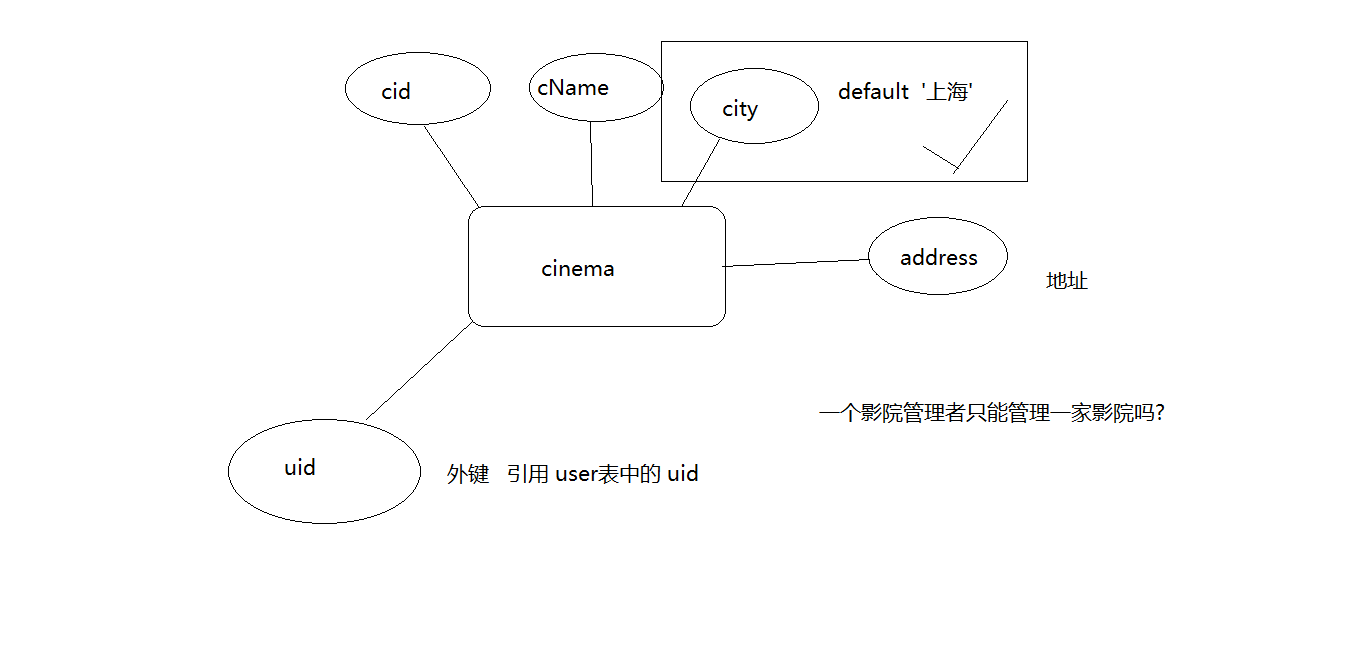 cid
cName
city
default '上海'
cinema
address
地址
一个影院管理者只能管理一家影院吗?
uid
外键 引用 user表中的 uid